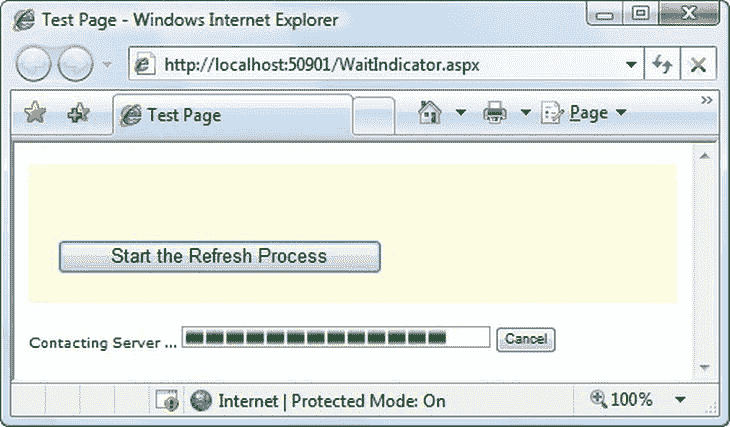 Test Page - Windows Internet Explorer
http://localhost:50901/WaitIndicator.aspx
Test Page
Page
Start the Refresh Process
Contacting Server ...
Cancel
Internet | Protected Mode: On
100%